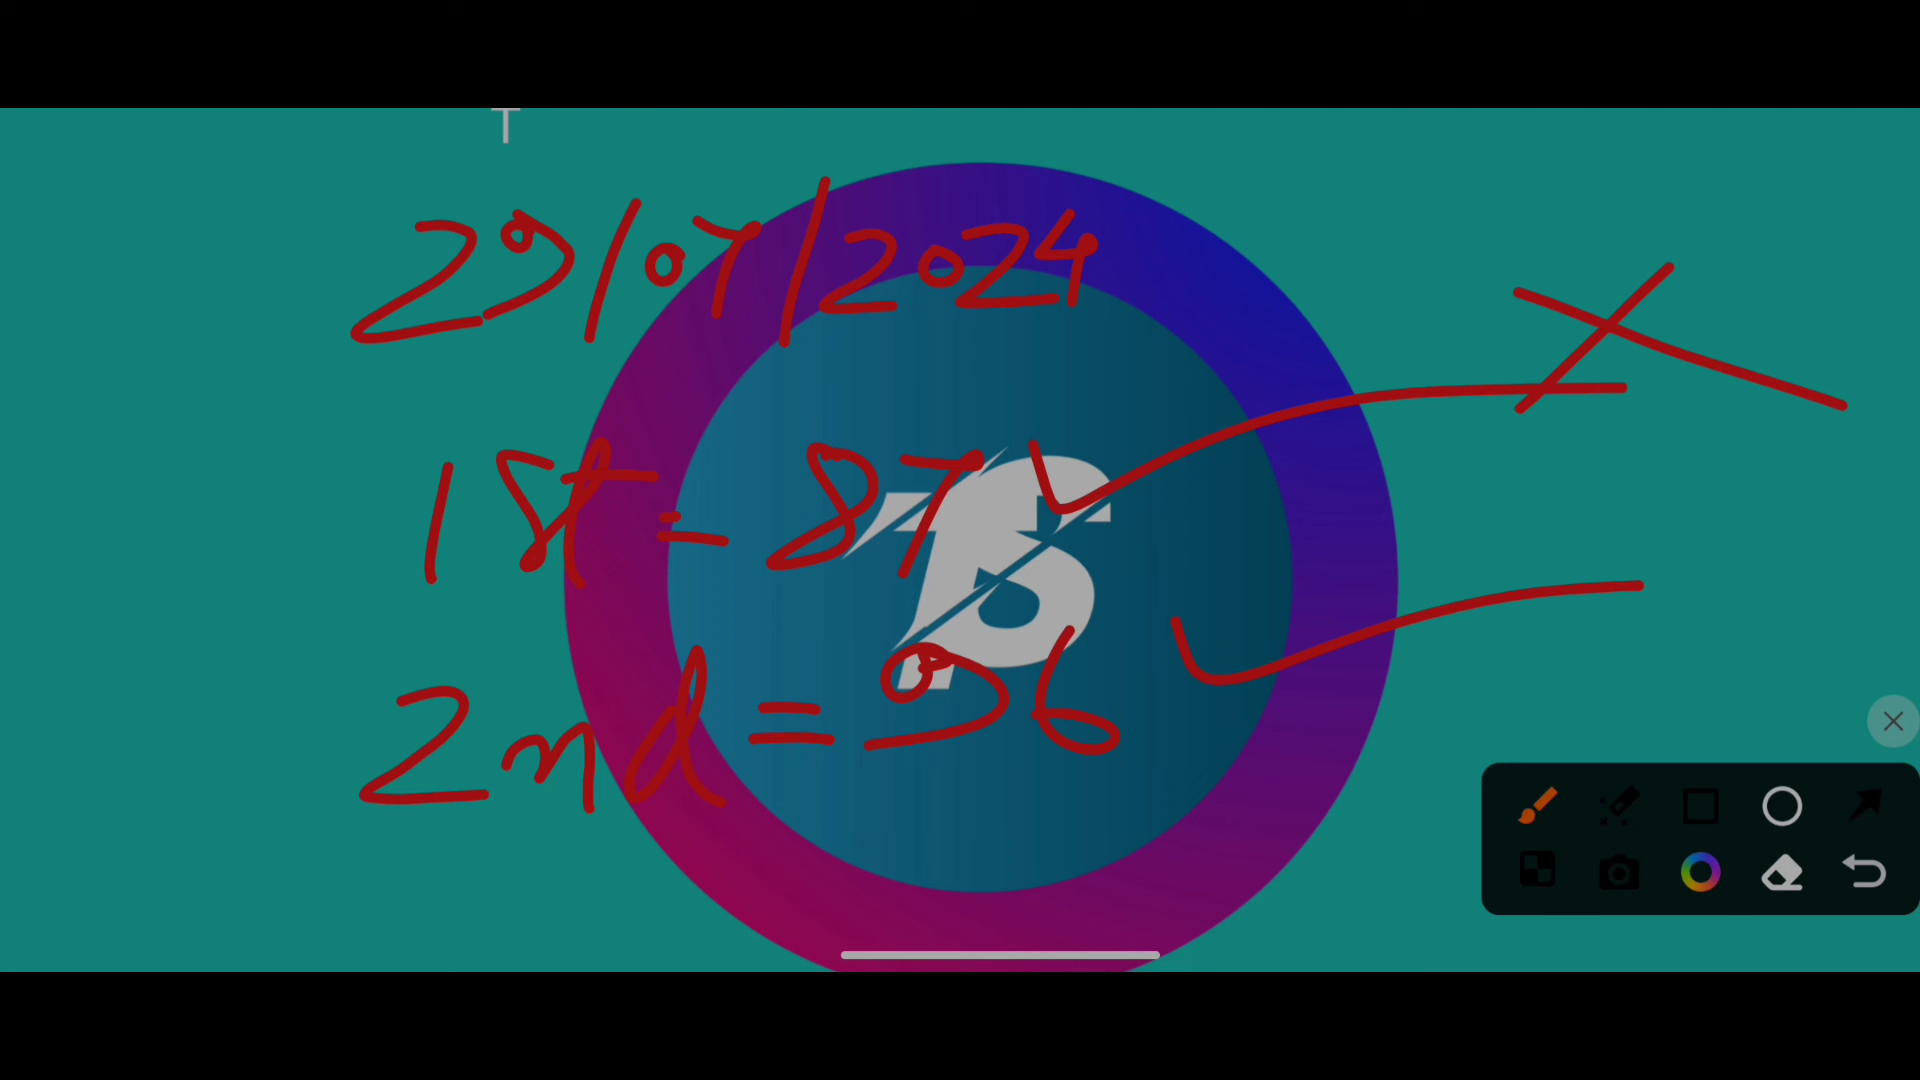 T
29/07/2024
1st = 87
2nd = 96
B